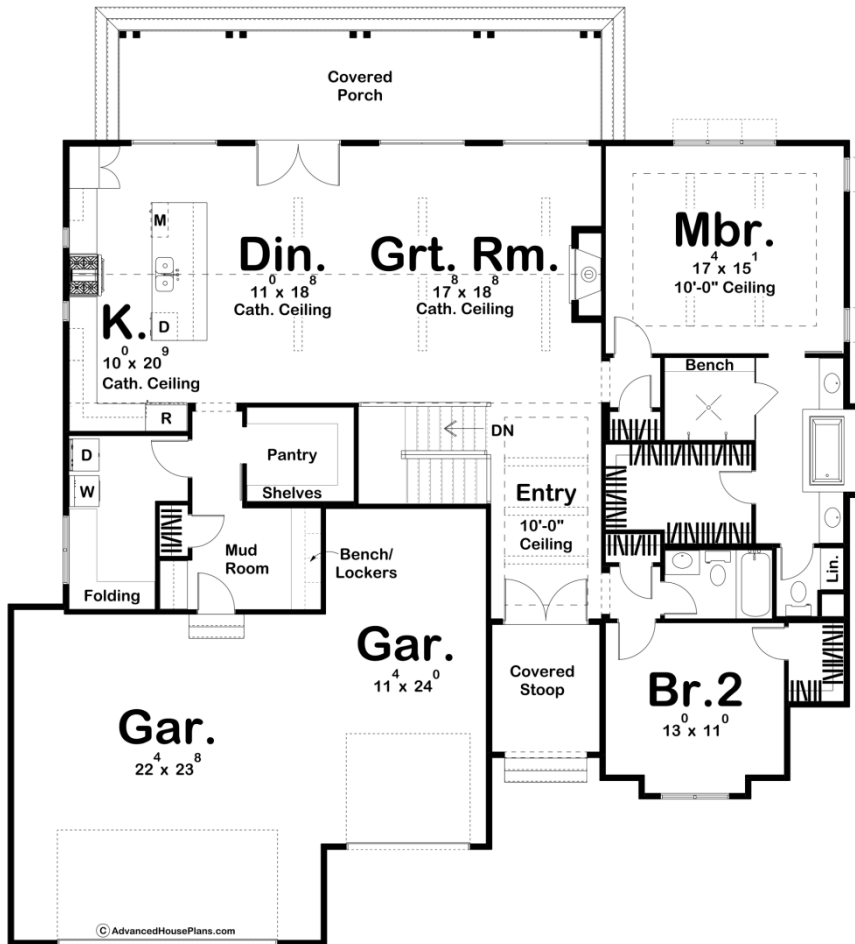 Covered
Porch
M
Din.
11⁰ x 18⁸
Cath. Ceiling
Grt. Rm.
17⁸ x 18⁸
Cath. Ceiling
Mbr.
17⁴ x 15¹
10'-0" Ceiling
K.
10⁰ x 20⁹
Cath. Ceiling
D
R
Bench
DN
D
W
Pantry
Shelves
Entry
10'-0"
Ceiling
Mud
Room
Bench/
Lockers
Folding
Lin.
Gar.
11⁴ x 24⁰
Covered
Stoop
Br.2
13⁰ x 11⁰
Gar.
22⁴ x 23⁸
© AdvancedHousePlans.com